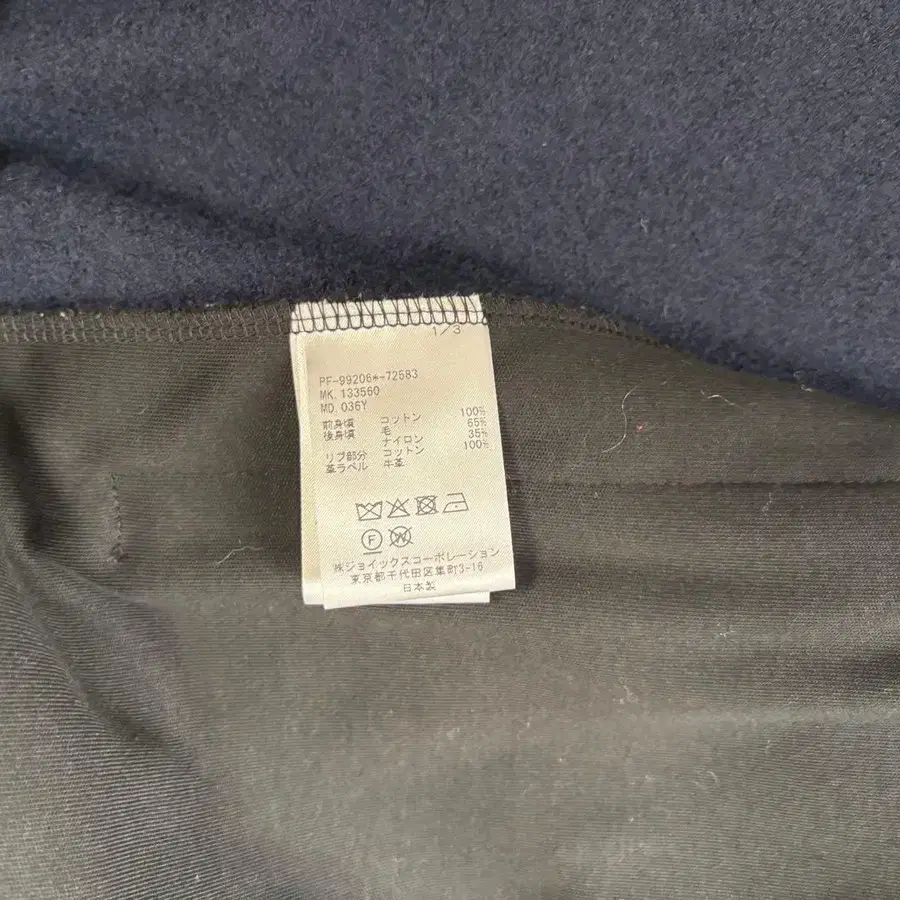 1/3
PF-99206*-72583
MK.133560
MD.036Y
前身頃 コットン 100%
後身頃 毛 65%
ナイロン 35%
リブ部分 コットン 100%
革ラベル 牛革
F W
㈱ジョイックスコーポレーション
東京都千代田区隼町3-16
日本製